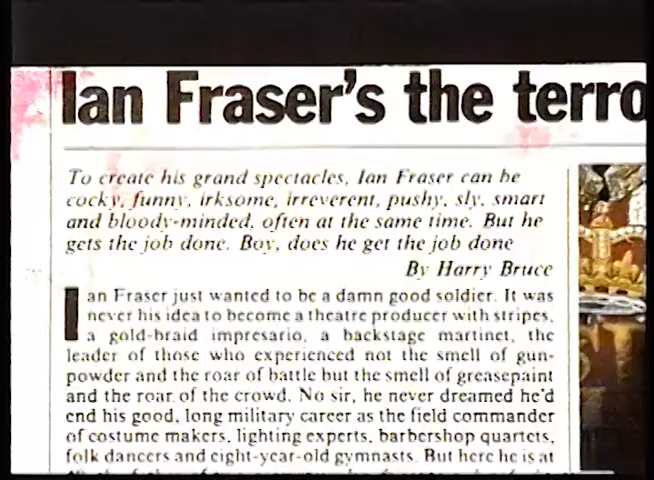 Ian Fraser's the terro
To create his grand spectacles, Ian Fraser can be
cocky, funny, irksome, irreverent, pushy, sly, smart
and bloody-minded, often at the same time. But he
gets the job done. Boy, does he get the job done
By Harry Bruce
Ian Fraser just wanted to be a damn good soldier. It was
never his idea to become a theatre producer with stripes,
a gold-braid impresario, a backstage martinet, the
leader of those who experienced not the smell of gun-
powder and the roar of battle but the smell of greasepaint
and the roar of the crowd. No sir, he never dreamed he'd
end his good, long military career as the field commander
of costume makers, lighting experts, barbershop quartets,
folk dancers and eight-year-old gymnasts. But here he is at